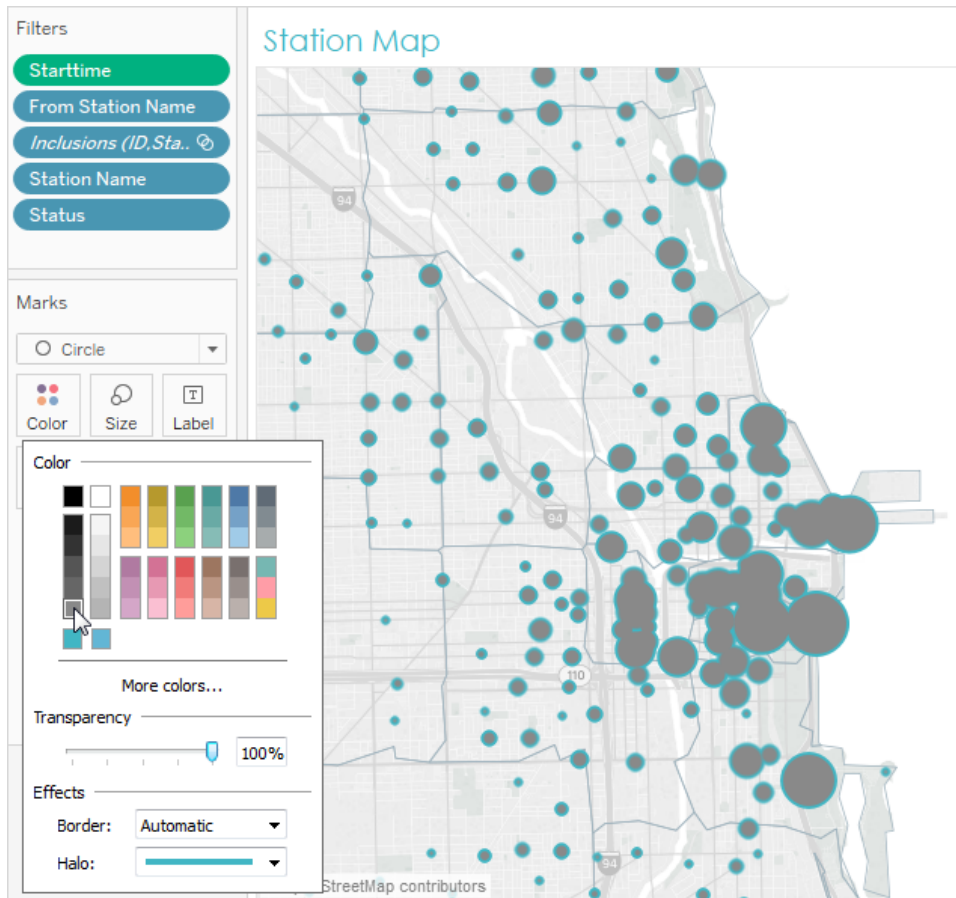 Filters
Starttime
From Station Name
Inclusions (ID,Sta..
Station Name
Status
Marks
Circle
Color
Size
T
Label
Color
More colors...
Transparency
100%
Effects
Border:
Automatic
Halo:
Station Map
94
94
110
94
StreetMap contributors